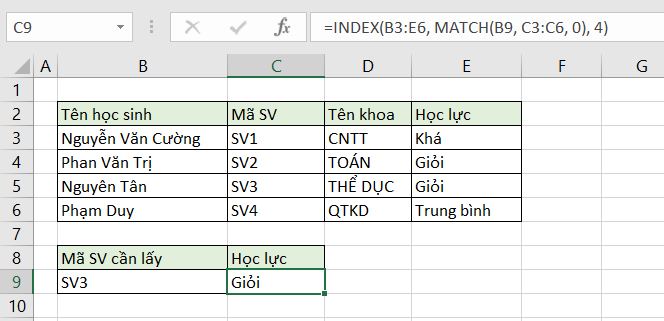 C9 fx =INDEX(B3:E6, MATCH(B9, C3:C6, 0), 4)
A B C D E F G
1
2 Tên học sinh Mã SV Tên khoa Học lực
3 Nguyễn Văn Cường SV1 CNTT Khá
4 Phan Văn Trị SV2 TOÁN Giỏi
5 Nguyên Tân SV3 THỂ DỤC Giỏi
6 Phạm Duy SV4 QTKD Trung bình
7
8 Mã SV cần lấy Học lực
9 SV3 Giỏi
10